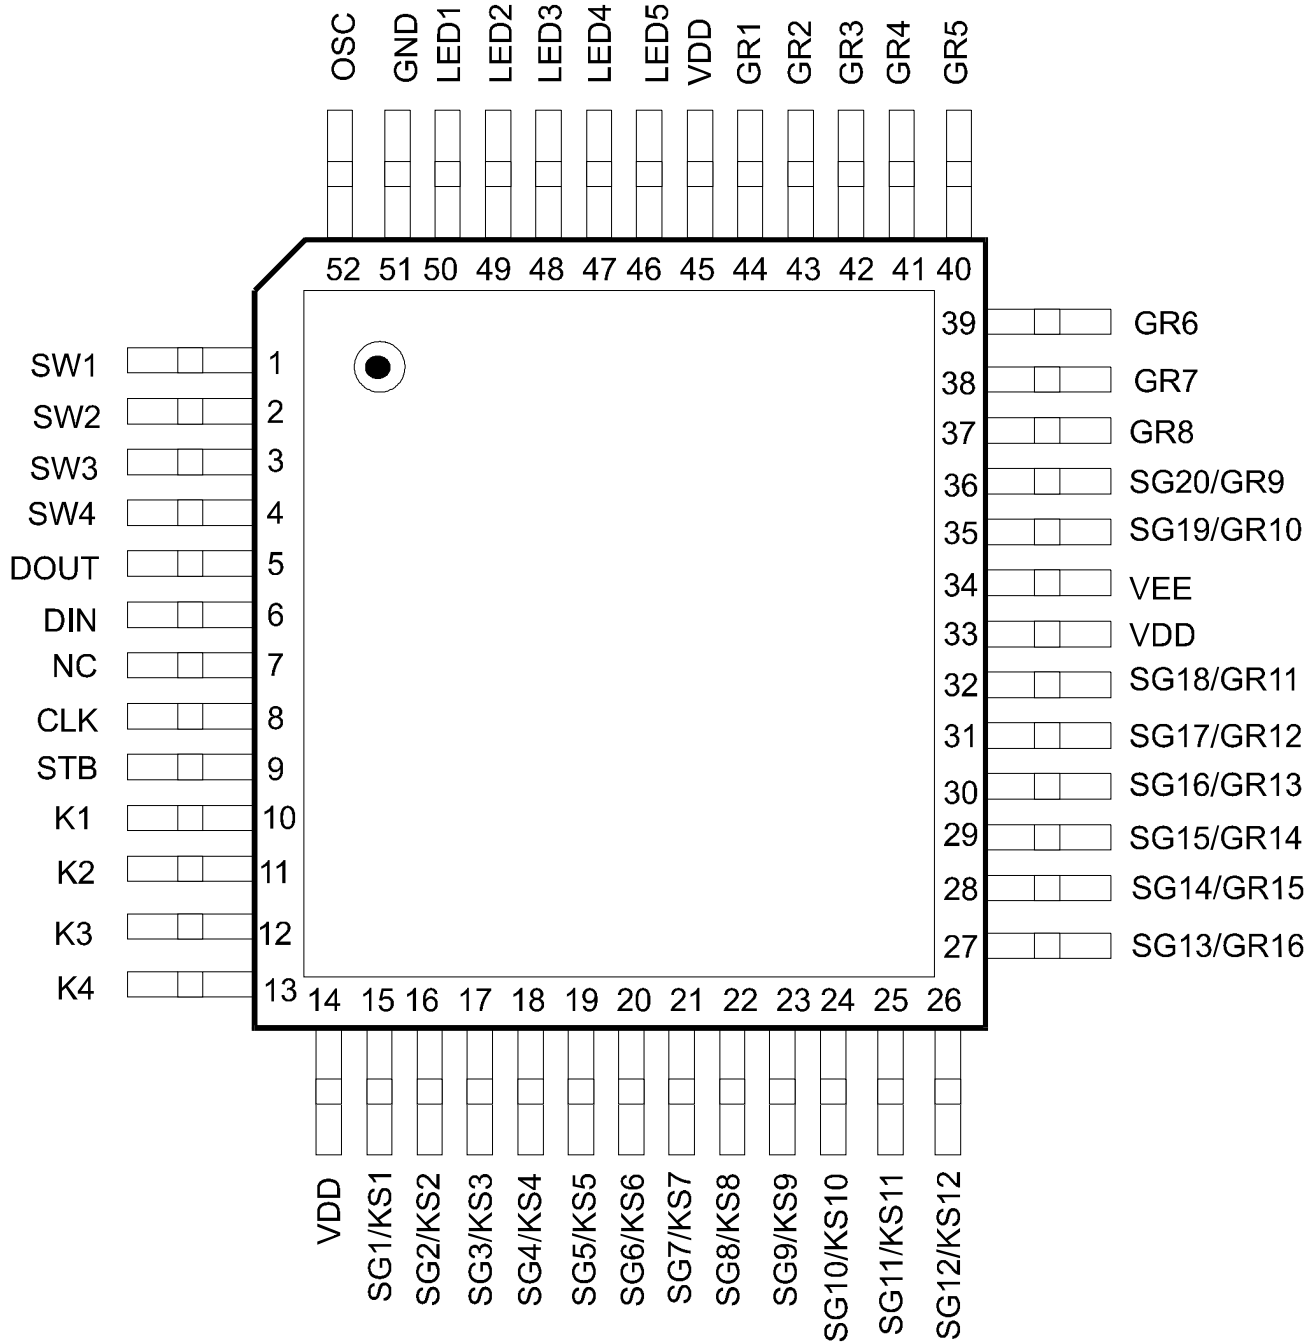 OSC GND LED1 LED2 LED3 LED4 LED5 VDD GR1 GR2 GR3 GR4 GR5
52 51 50 49 48 47 46 45 44 43 42 41 40
SW1 1
SW2 2
SW3 3
SW4 4
DOUT 5
DIN 6
NC 7
CLK 8
STB 9
K1 10
K2 11
K3 12
K4 13
39 GR6
38 GR7
37 GR8
36 SG20/GR9
35 SG19/GR10
34 VEE
33 VDD
32 SG18/GR11
31 SG17/GR12
30 SG16/GR13
29 SG15/GR14
28 SG14/GR15
27 SG13/GR16
14 15 16 17 18 19 20 21 22 23 24 25 26
VDD SG1/KS1 SG2/KS2 SG3/KS3 SG4/KS4 SG5/KS5 SG6/KS6 SG7/KS7 SG8/KS8 SG9/KS9 SG10/KS10 SG11/KS11 SG12/KS12